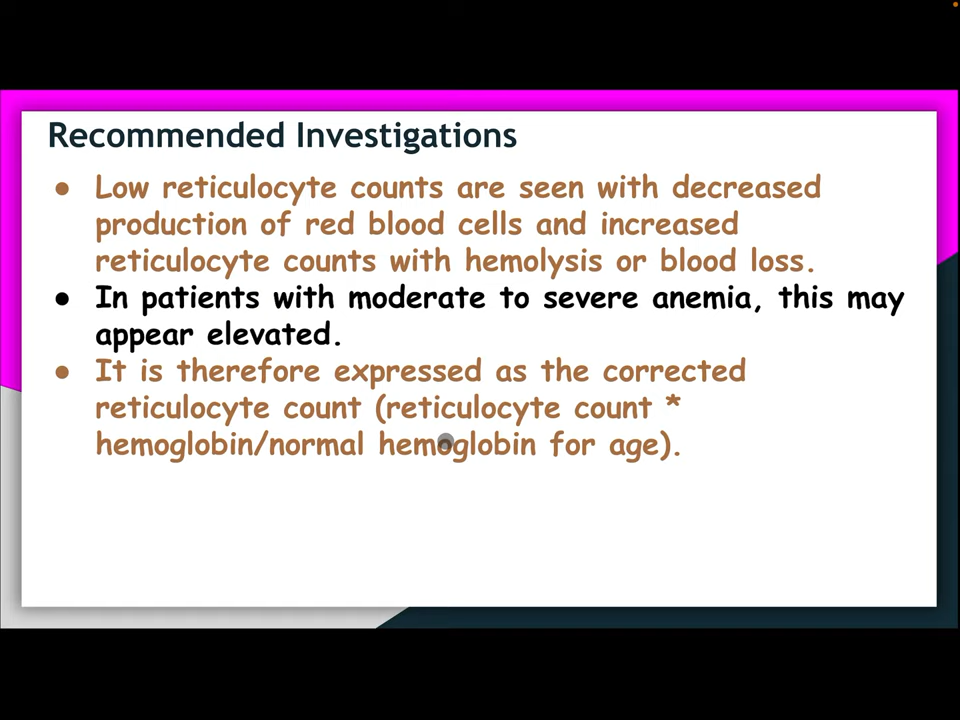 Recommended Investigations
● Low reticulocyte counts are seen with decreased
production of red blood cells and increased
reticulocyte counts with hemolysis or blood loss.
● In patients with moderate to severe anemia, this may
appear elevated.
● It is therefore expressed as the corrected
reticulocyte count (reticulocyte count *
hemoglobin/normal hemoglobin for age).